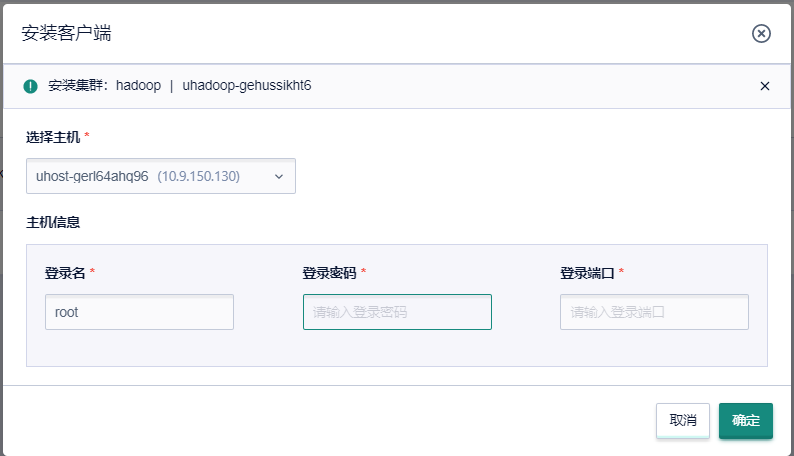 安装客户端
安装集群：hadoop | uhadoop-gehussikht6
选择主机 *
uhost-gerl64ahq96 (10.9.150.130)
主机信息
登录名 * 登录密码 * 登录端口 *
root 请输入登录密码 请输入登录端口
取消 确定